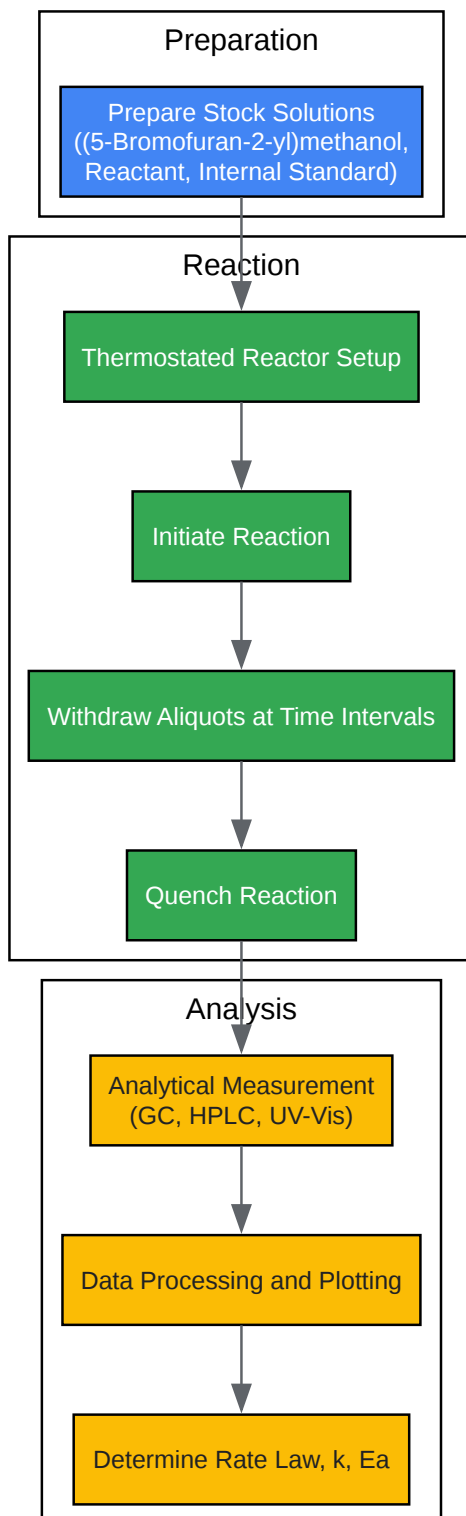 Preparation
Prepare Stock Solutions
((5-Bromofuran-2-yl)methanol,
Reactant, Internal Standard)
Reaction
Thermostated Reactor Setup
Initiate Reaction
Withdraw Aliquots at Time Intervals
Quench Reaction
Analysis
Analytical Measurement
(GC, HPLC, UV-Vis)
Data Processing and Plotting
Determine Rate Law, k, Ea